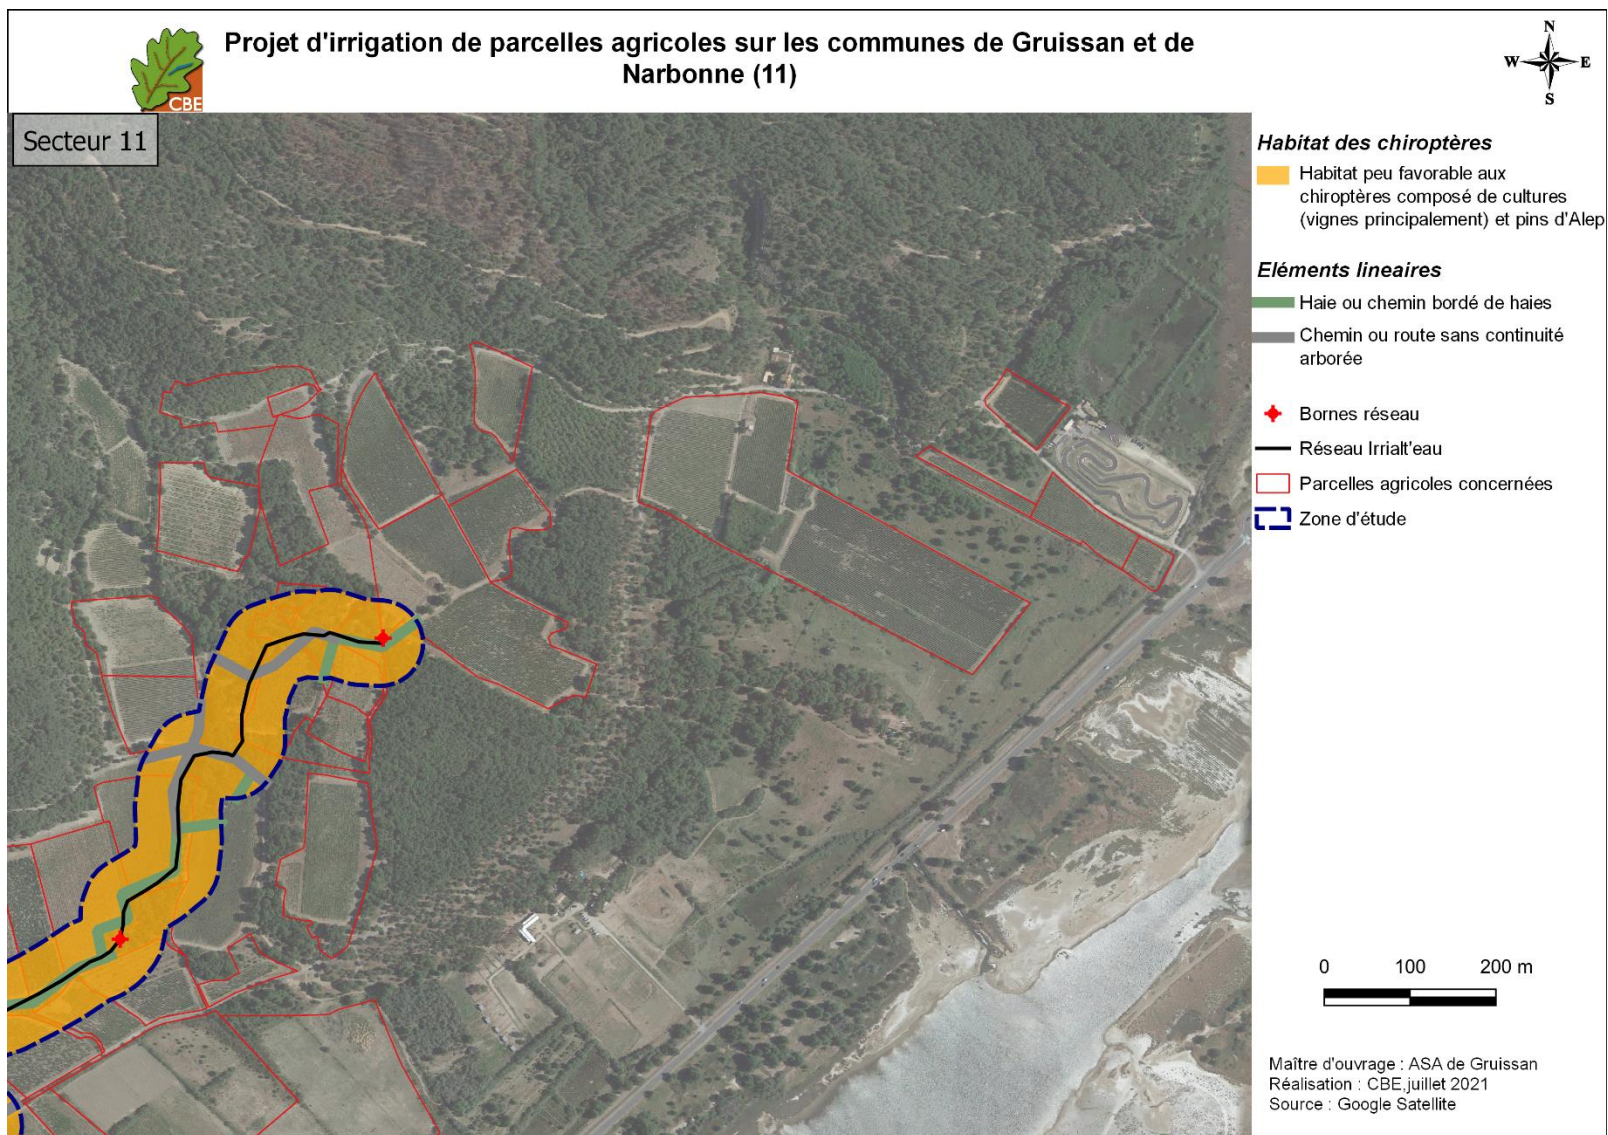 Projet d'irrigation de parcelles agricoles sur les communes de Gruissan et de
Narbonne (11)
CBE
N
W
E
S
Secteur 11
Habitat des chiroptères
Habitat peu favorable aux
chiroptères composé de cultures
(vignes principalement) et pins d'Alep
Eléments lineaires
Haie ou chemin bordé de haies
Chemin ou route sans continuité
arborée
Bornes réseau
Réseau Irrialt'eau
Parcelles agricoles concernées
Zone d'étude
0 100 200 m
Maître d'ouvrage : ASA de Gruissan
Réalisation : CBE,juillet 2021
Source : Google Satellite